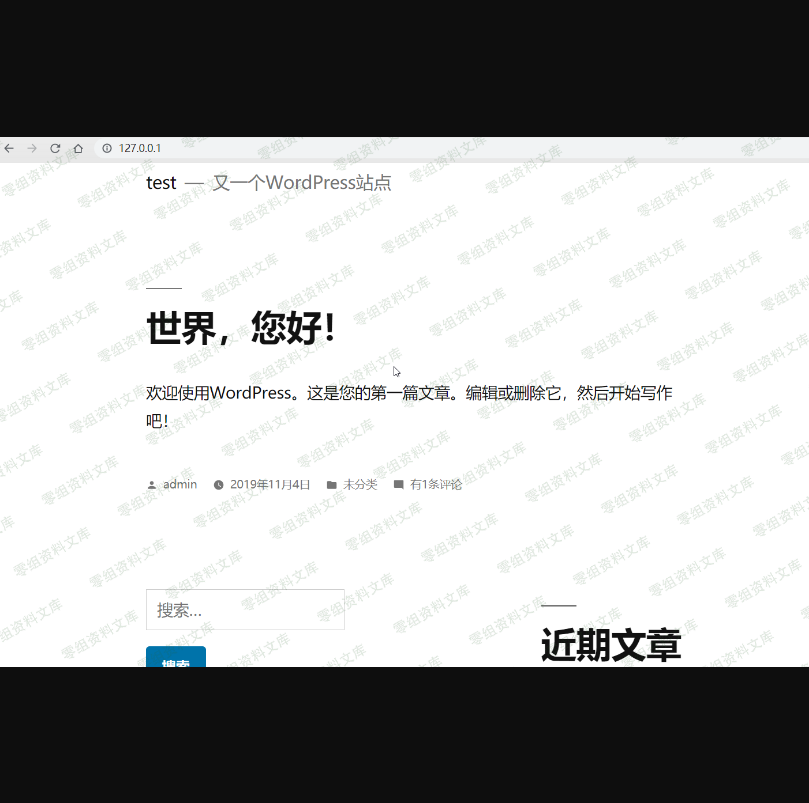 127.0.0.1
test — 又一个WordPress站点
世界，您好！
欢迎使用WordPress。这是您的第一篇文章。编辑或删除它，然后开始写作
吧！
admin 2019年11月4日 未分类 有1条评论
搜索…
近期文章
搜索
零组资料文库